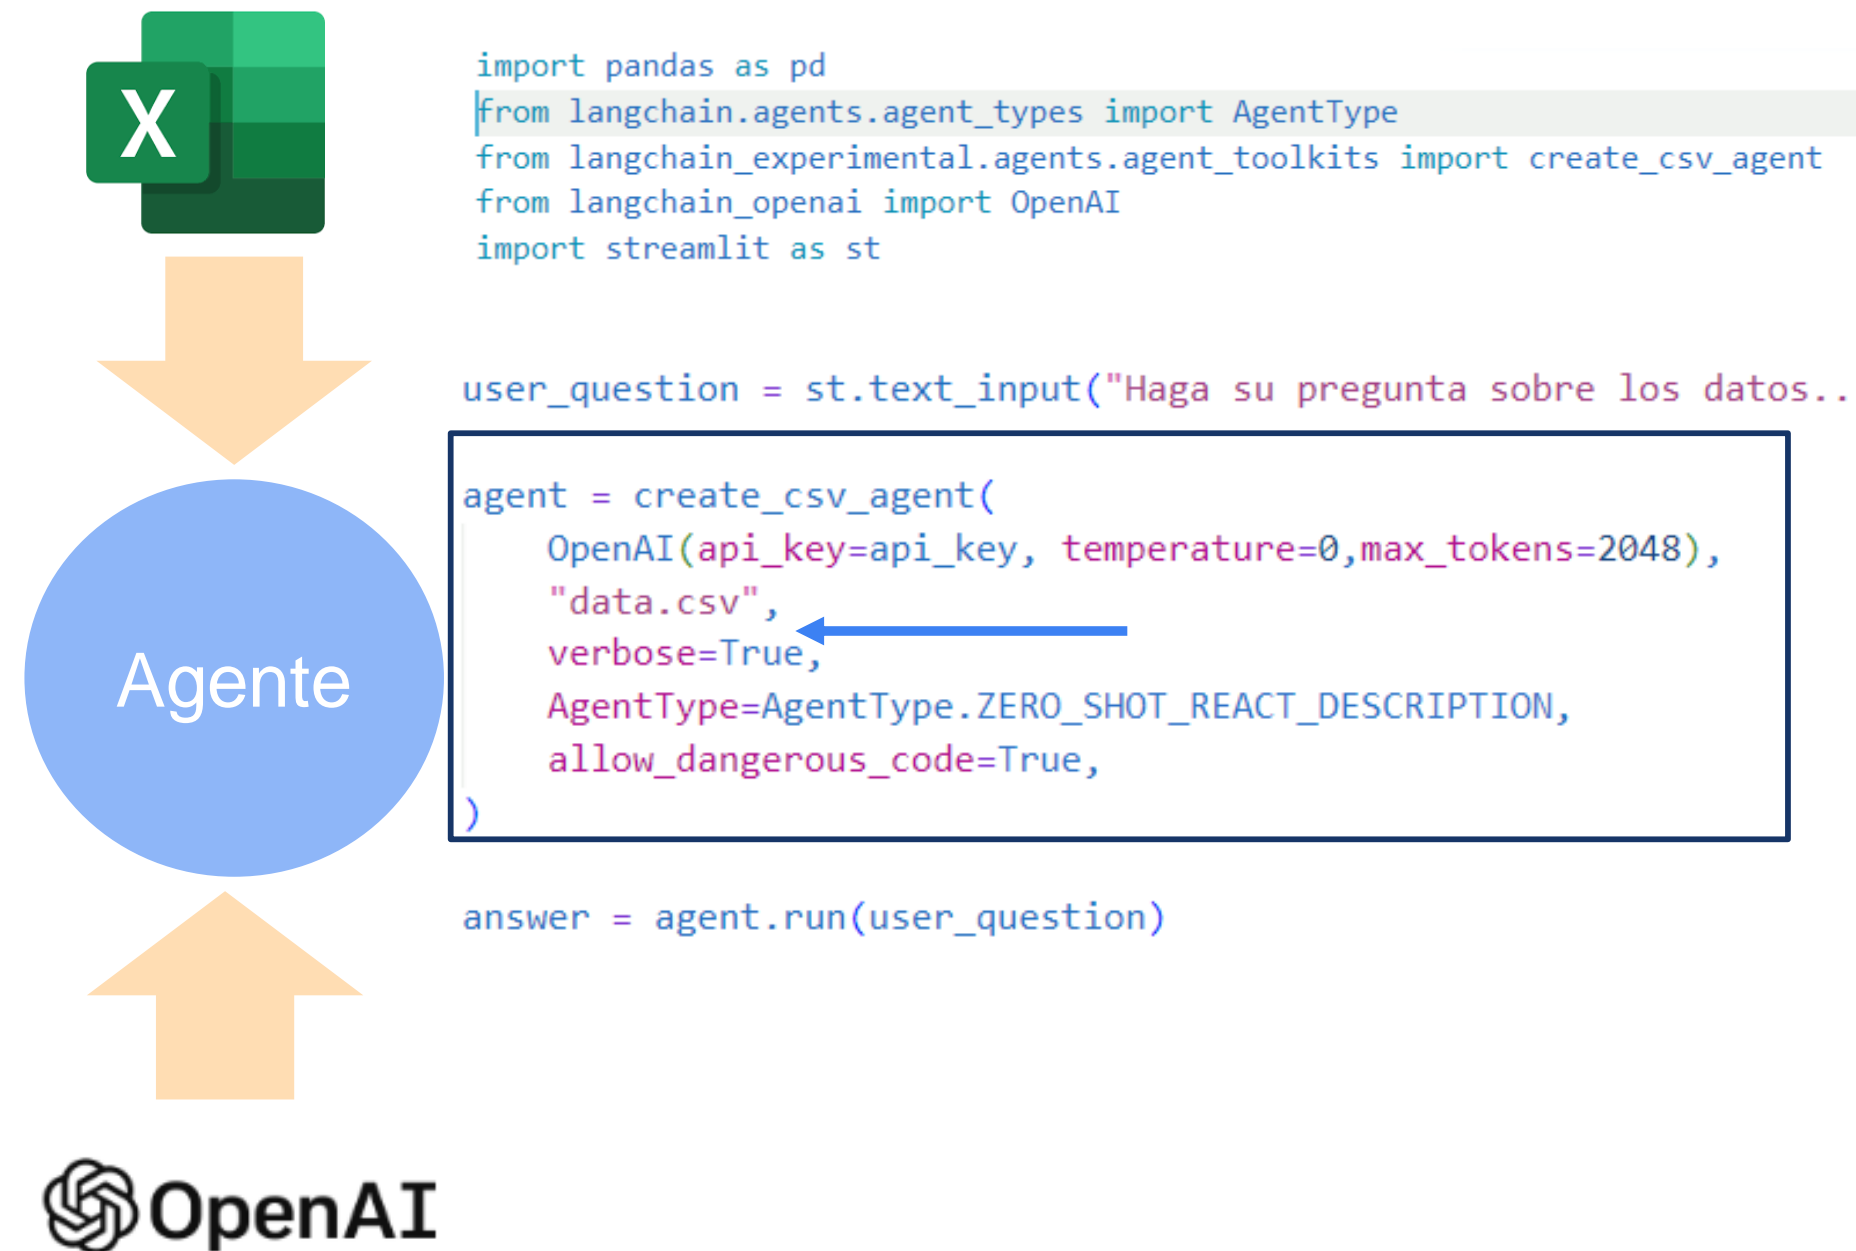 X
import pandas as pd
from langchain.agents.agent_types import AgentType
from langchain_experimental.agents.agent_toolkits import create_csv_agent
from langchain_openai import OpenAI
import streamlit as st
user_question = st.text_input("Haga su pregunta sobre los datos..
agent = create_csv_agent(
OpenAI(api_key=api_key, temperature=0,max_tokens=2048),
"data.csv",
verbose=True,
AgentType=AgentType.ZERO_SHOT_REACT_DESCRIPTION,
allow_dangerous_code=True,
)
answer = agent.run(user_question)
Agente
OpenAI